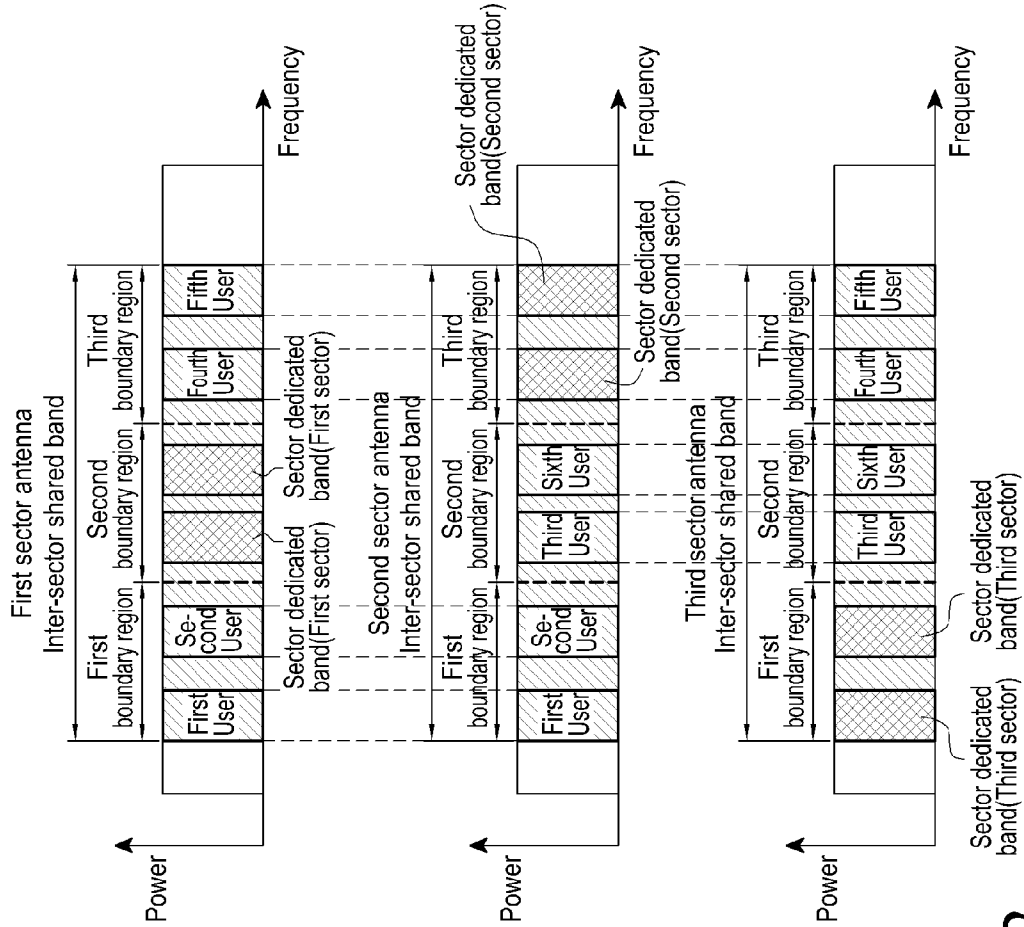 First sector antenna
Inter-sector shared band
First
boundary region
Second
boundary region
Third
boundary region
Power
First
User
Se-
cond
User
Fourth
User
Fifth
User
Frequency
Sector dedicated
band(First sector)
Sector dedicated
band(First sector)
Second sector antenna
Inter-sector shared band
First
boundary region
Second
boundary region
Third
boundary region
Sector dedicated
band(Second sector)
Power
First
User
Se-
cond
User
Third
User
Sixth
User
Frequency
Sector dedicated
band(Second sector)
Third sector antenna
Inter-sector shared band
First
boundary region
Second
boundary region
Third
boundary region
Power
Third
User
Sixth
User
Fourth
User
Fifth
User
Frequency
Sector dedicated
band(Third sector)
Sector dedicated
band(Third sector)